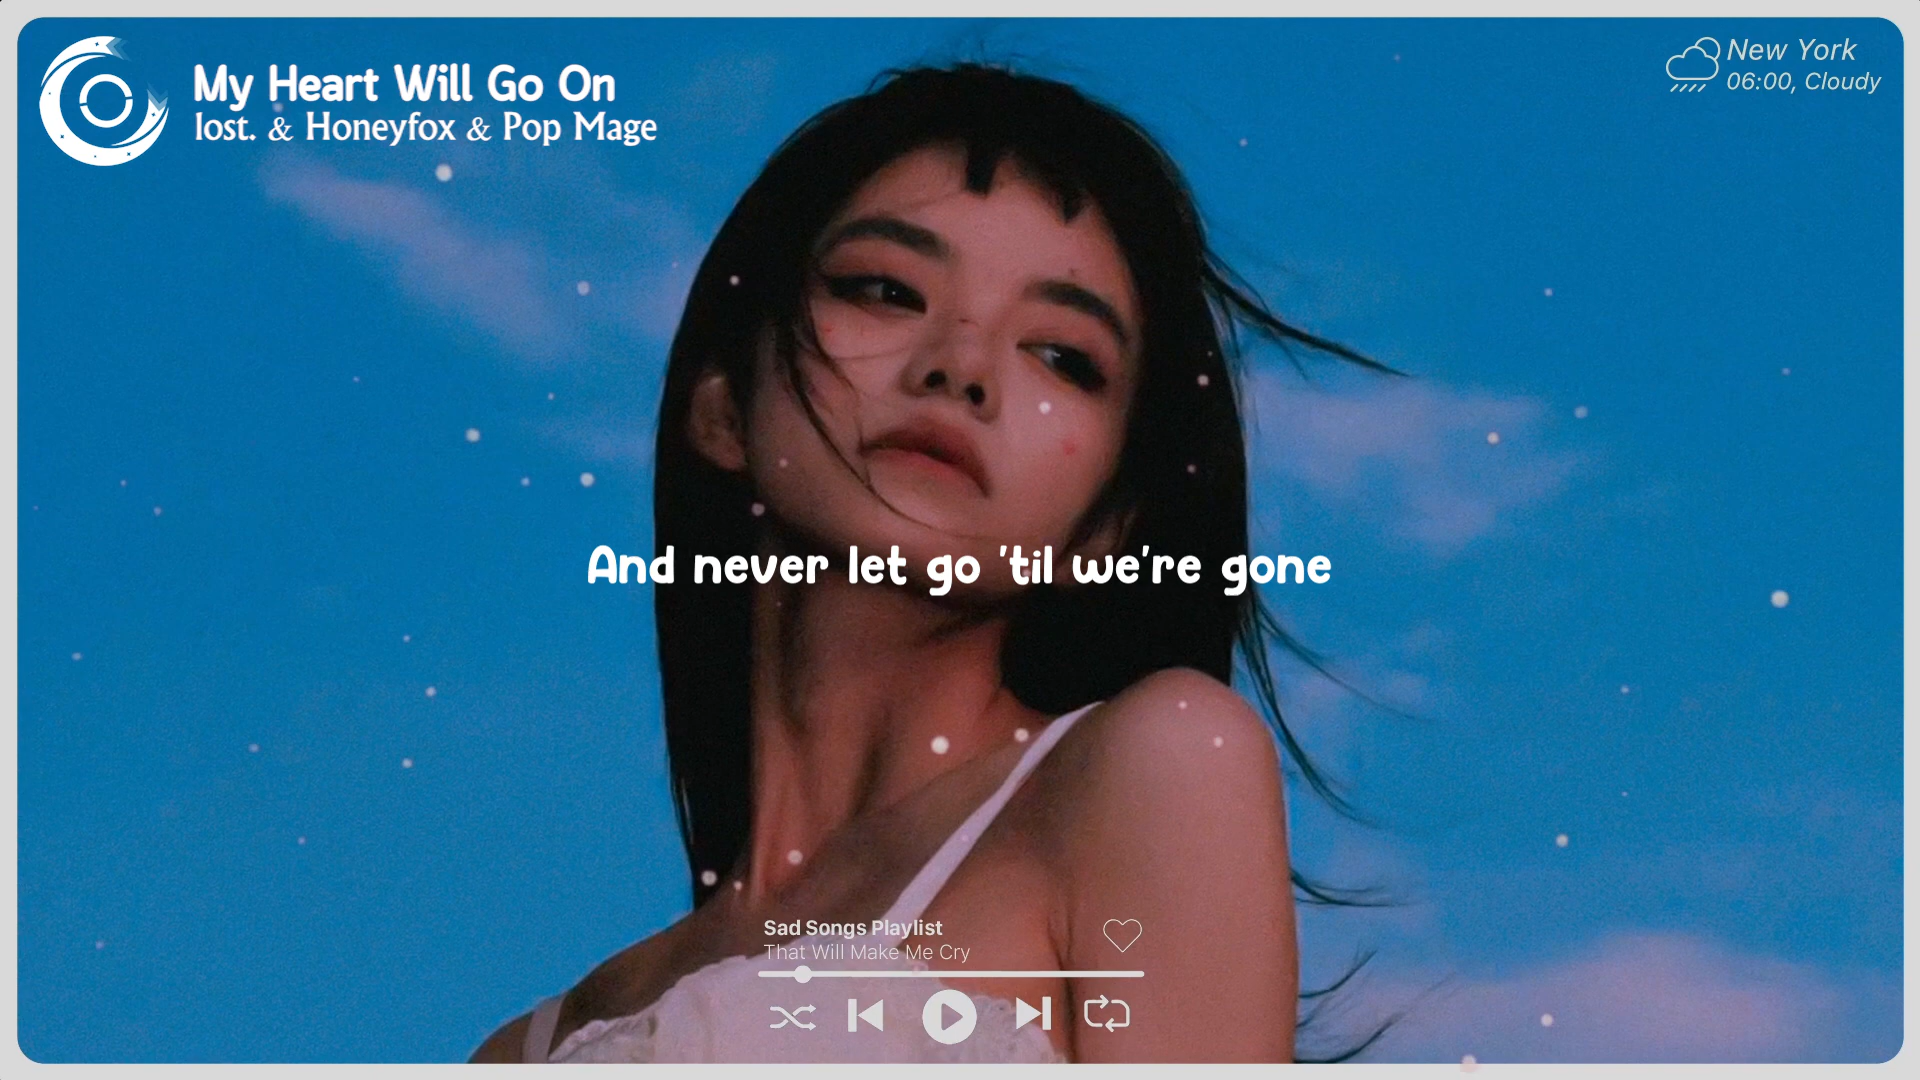 My Heart Will Go On
lost. & Honeyfox & Pop Mage
New York
06:00, Cloudy
And never let go 'til we're gone
Sad Songs Playlist
That Will Make Me Cry